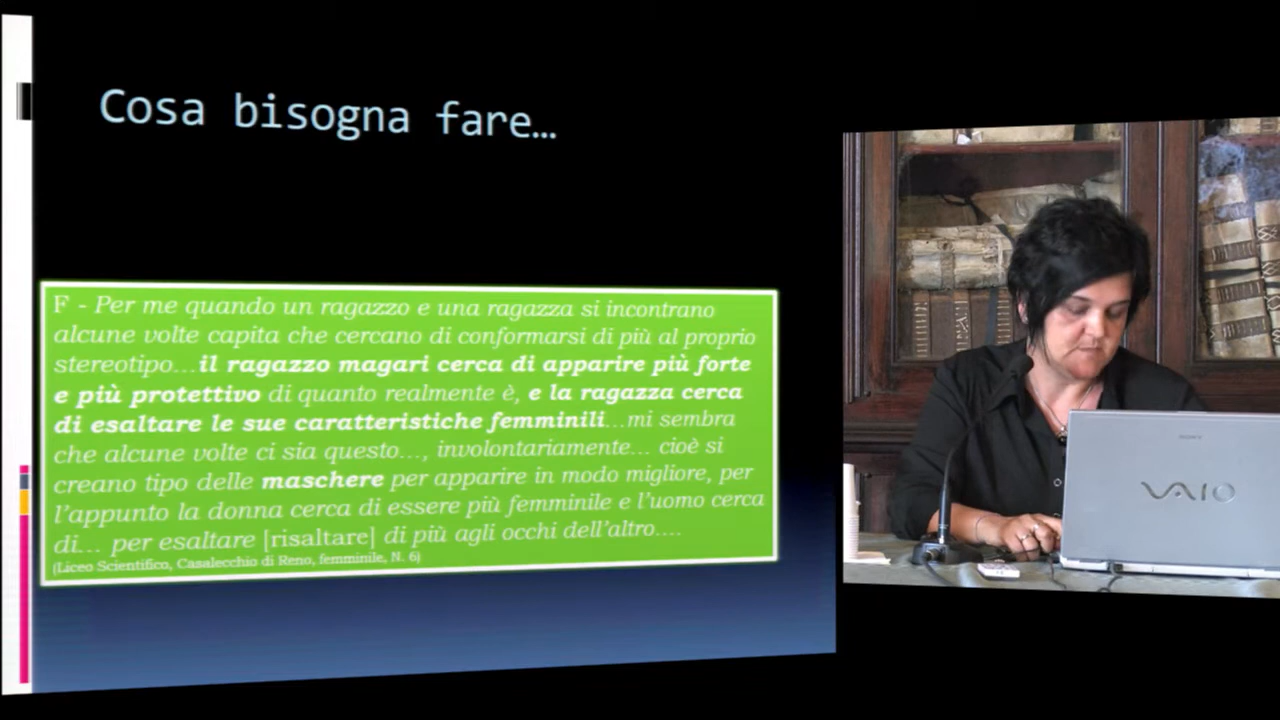 Cosa bisogna fare…
F - Per me quando un ragazzo e una ragazza si incontrano
alcune volte capita che cercano di conformarsi di più al proprio
stereotipo…il ragazzo magari cerca di apparire più forte
e più protettivo di quanto realmente è, e la ragazza cerca
di esaltare le sue caratteristiche femminili…mi sembra
che alcune volte ci sia questo…, involontariamente… cioè si
creano tipo delle maschere per apparire in modo migliore, per
l'appunto la donna cerca di essere più femminile e l'uomo cerca
di… per esaltare [risaltare] di più agli occhi dell'altro….
(Liceo Scientifico, Casalecchio di Reno, femminile, N. 6)
SONY
VAIO